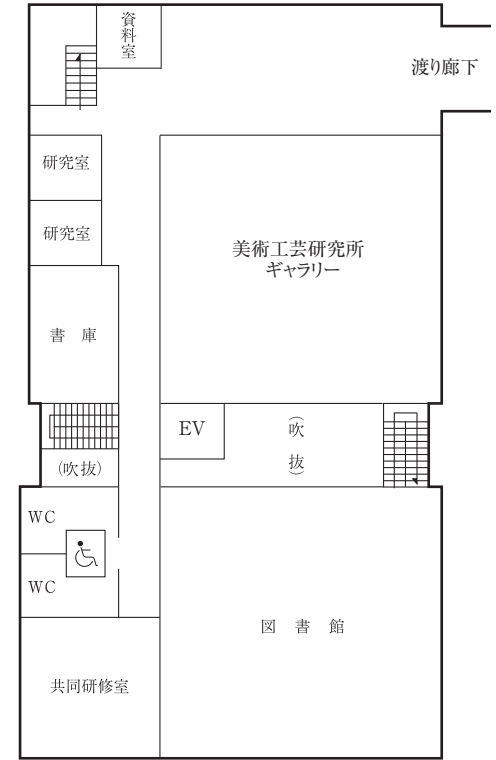 資料室
渡り廊下
研究室
研究室
美術工芸研究所
ギャラリー
書 庫
EV
（吹 抜）
（吹抜）
WC
WC
図 書 館
共同研修室